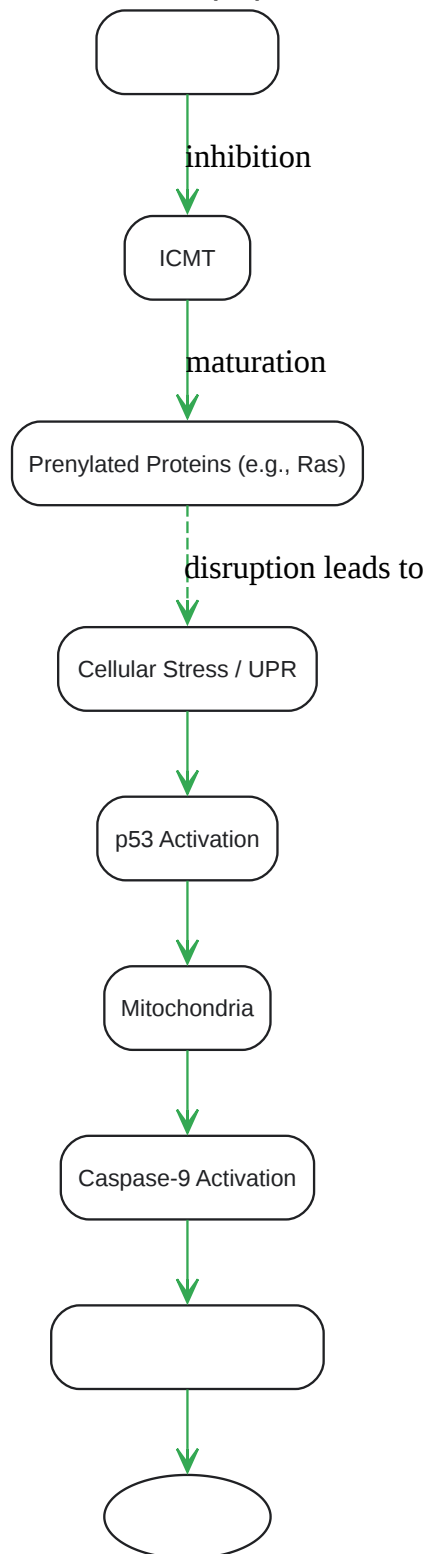 inhibition
ICMT
maturation
Prenylated Proteins (e.g., Ras)
disruption leads to
Cellular Stress / UPR
p53 Activation
Mitochondria
Caspase-9 Activation